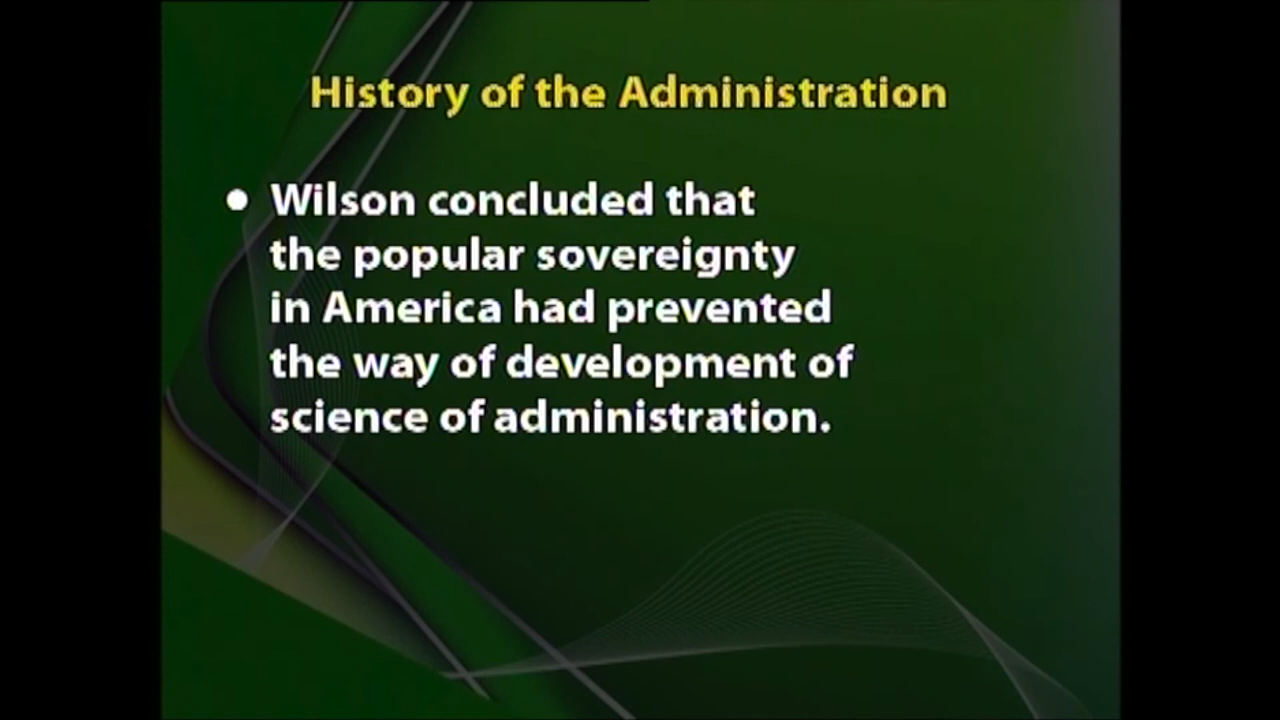 History of the Administration
• Wilson concluded that
the popular sovereignty
in America had prevented
the way of development of
science of administration.